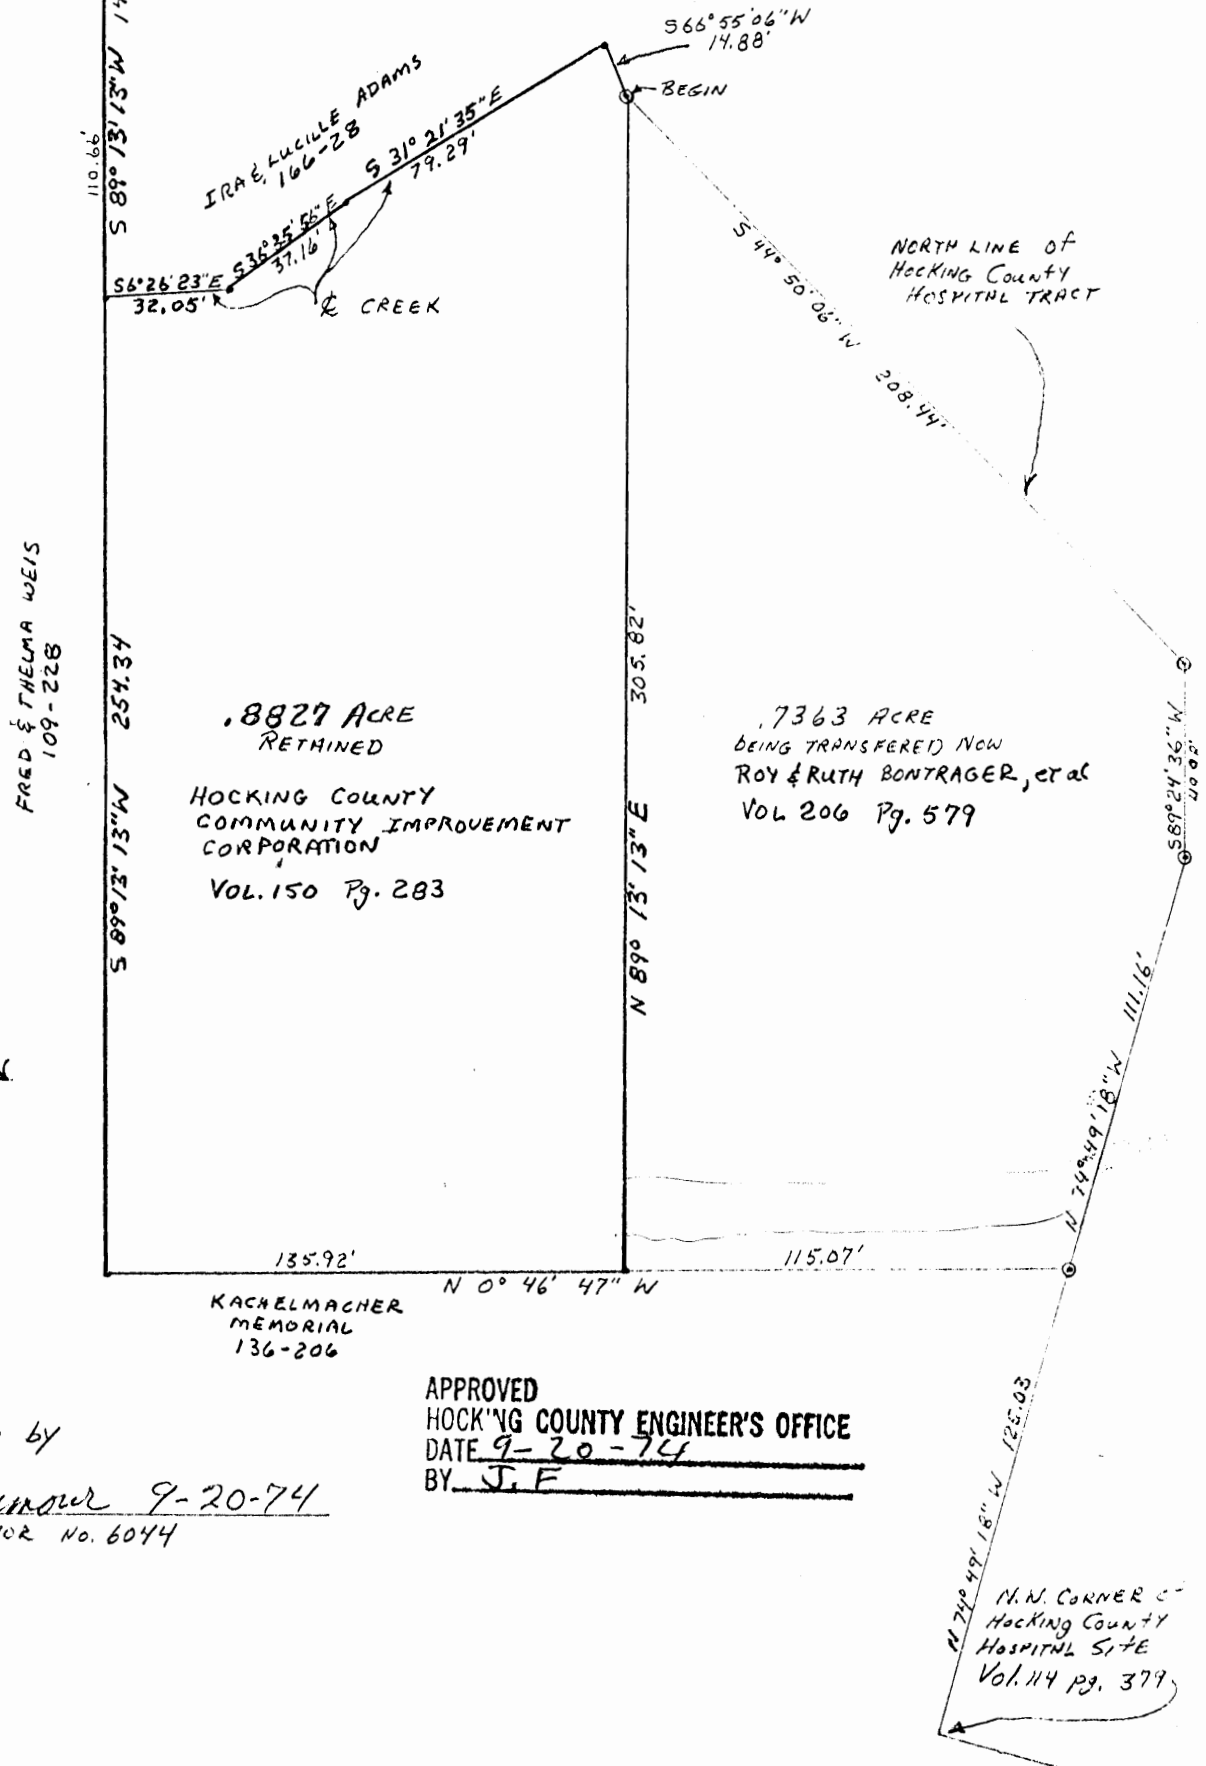 S66°55'06"W
14.88'
BEGIN
S 89° 13' 13" W
110.66'
IRA & LUCILLE ADAMS
166-28
S 31° 21' 35" E
79.29'
37.16'
S6°26'23"E
32.05'
℄ CREEK
S 44° 50' 06" W 208.44'
NORTH LINE OF
HOCKING COUNTY
HOSPITAL TRACT
FRED & THELMA WEIS
109-228
S 89° 13' 13" W 254.34
N 89° 13' 13" E 305.82'
.8827 ACRE
RETAINED
HOCKING COUNTY
COMMUNITY IMPROVEMENT
CORPORATION
VOL. 150 Pg. 283
.7363 ACRE
BEING TRANSFERED NOW
ROY & RUTH BONTRAGER, et al
VOL 206 Pg. 579
S89°24'36"W
N 74° 49' 18" W 111.16'
135.92'
N 0° 46' 47" W
115.07'
KACHELMACHER
MEMORIAL
136-206
APPROVED
HOCK'NG COUNTY ENGINEER'S OFFICE
DATE 9-20-74
BY J.F
by
9-20-74
No. 6044
N 74° 49' 18" W
N.W. CORNER
HOCKING COUNTY
HOSPITAL SITE
Vol. 114 pg. 379